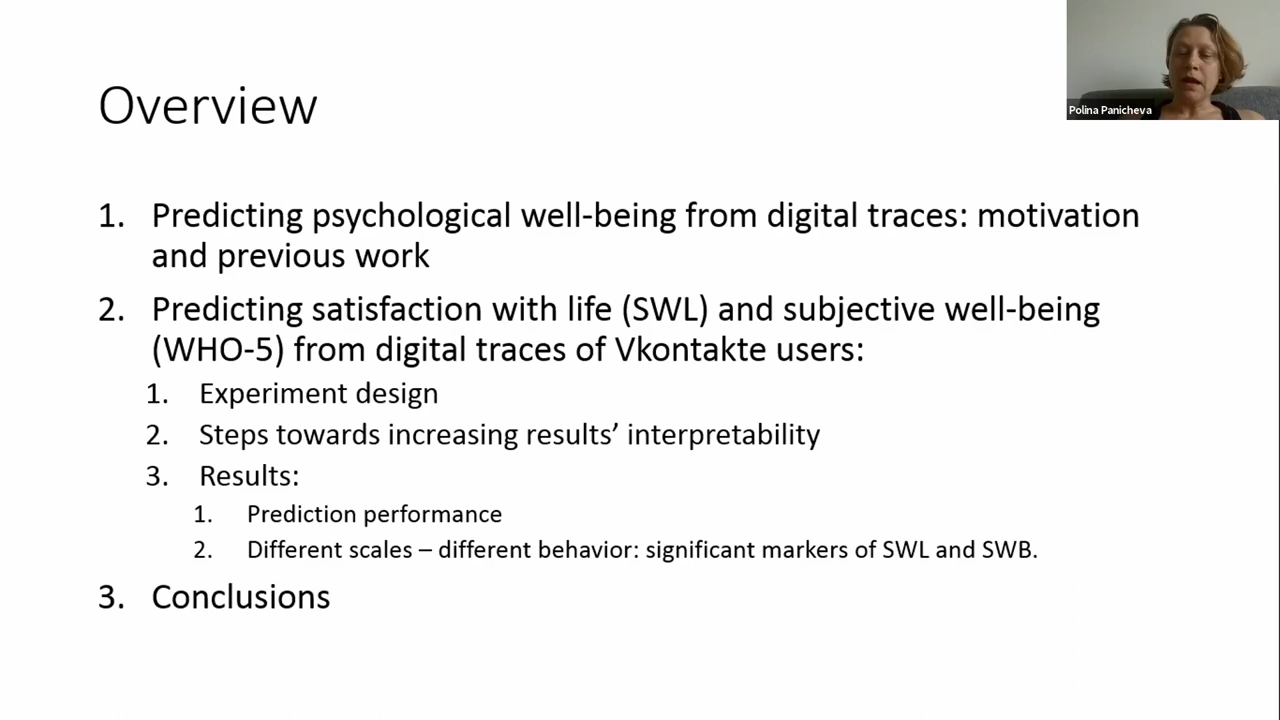 Overview
Polina Panicheva
1. Predicting psychological well-being from digital traces: motivation
and previous work
2. Predicting satisfaction with life (SWL) and subjective well-being
(WHO-5) from digital traces of Vkontakte users:
1. Experiment design
2. Steps towards increasing results’ interpretability
3. Results:
1. Prediction performance
2. Different scales – different behavior: significant markers of SWL and SWB.
3. Conclusions